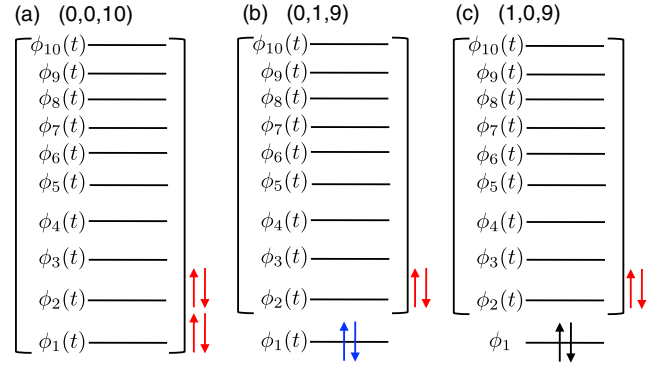 (a) (0,0,10) (b) (0,1,9) (c) (1,0,9)
ϕ₁₀(t) ϕ₁₀(t) ϕ₁₀(t)
ϕ₉(t) ϕ₉(t) ϕ₉(t)
ϕ₈(t) ϕ₈(t) ϕ₈(t)
ϕ₇(t) ϕ₇(t) ϕ₇(t)
ϕ₆(t) ϕ₆(t) ϕ₆(t)
ϕ₅(t) ϕ₅(t) ϕ₅(t)
ϕ₄(t) ϕ₄(t) ϕ₄(t)
ϕ₃(t) ϕ₃(t) ϕ₃(t)
ϕ₂(t) ϕ₂(t) ϕ₂(t)
ϕ₁(t) ϕ₁(t) ϕ₁